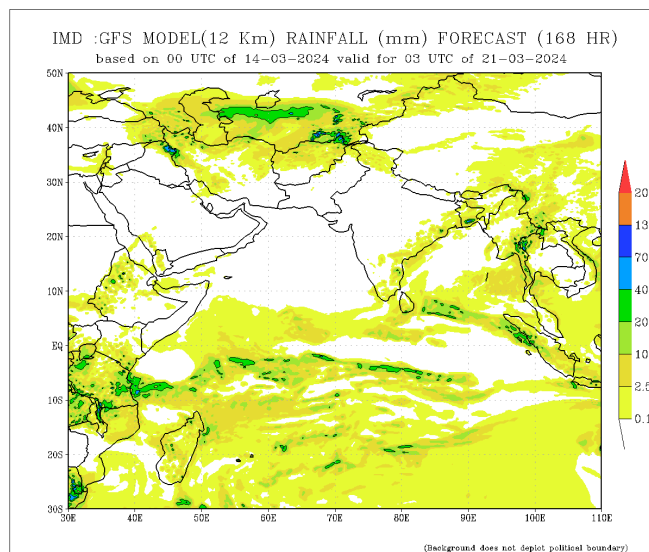 IMD :GFS MODEL(12 Km) RAINFALL (mm) FORECAST (168 HR)
based on 00 UTC of 14-03-2024 valid for 03 UTC of 21-03-2024
50N
40N
30N
20N
10N
EQ
10S
20S
30S
30E 40E 50E 60E 70E 80E 90E 100E 110E
20
13
70
40
20
10
2.5
0.1
(Background does not depict political boundary)